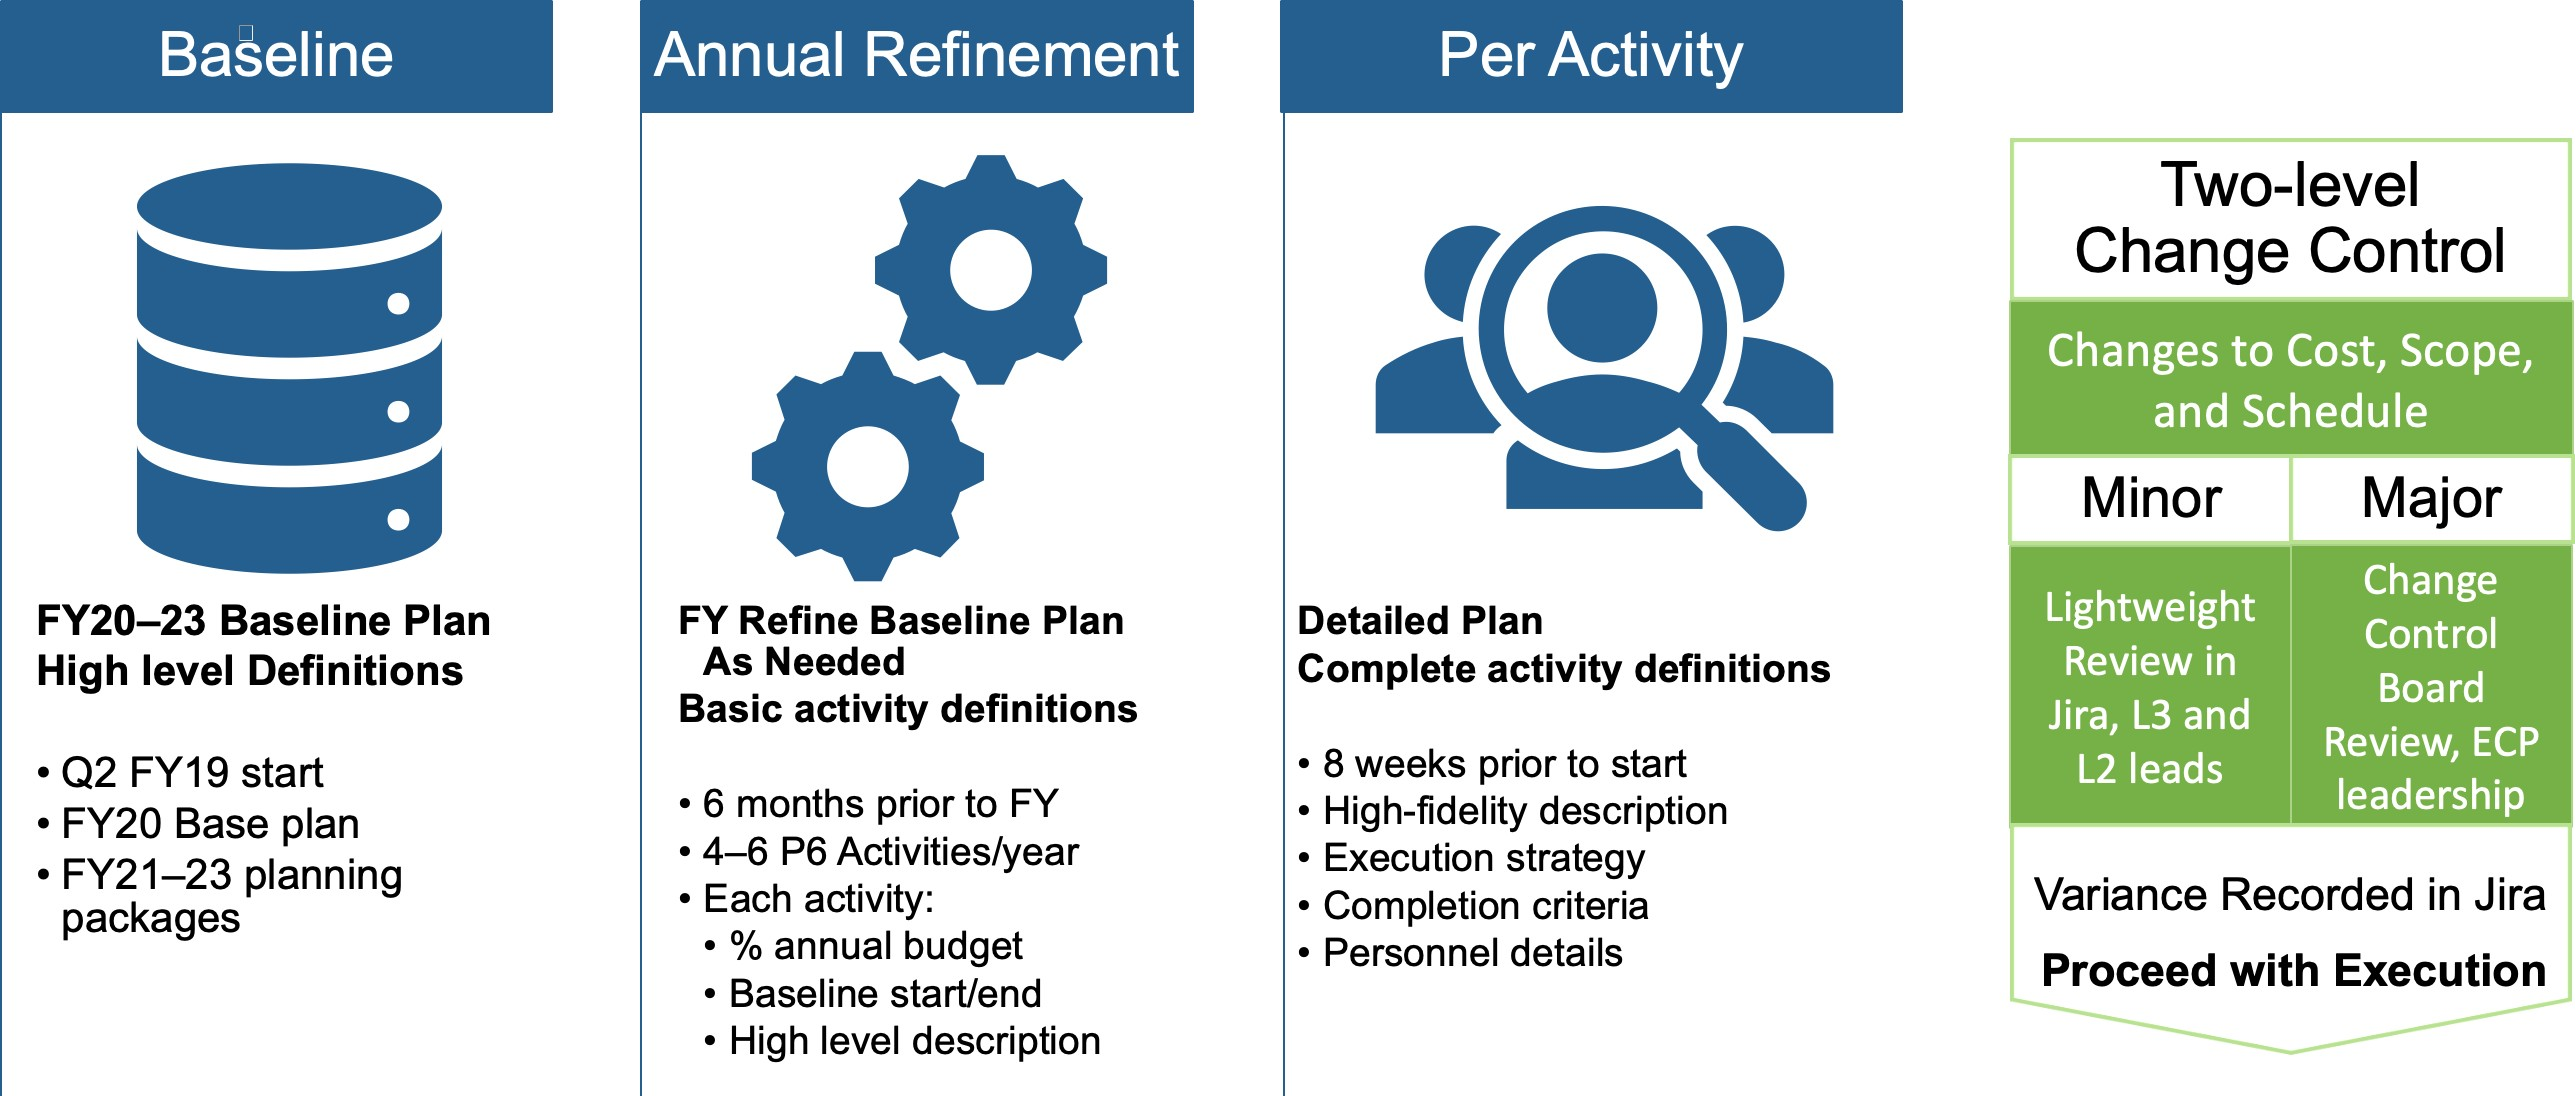 Baseline
FY20–23 Baseline Plan
High level Definitions
• Q2 FY19 start
• FY20 Base plan
• FY21–23 planning
packages
Annual Refinement
FY Refine Baseline Plan
As Needed
Basic activity definitions
• 6 months prior to FY
• 4–6 P6 Activities/year
• Each activity:
• % annual budget
• Baseline start/end
• High level description
Per Activity
Detailed Plan
Complete activity definitions
• 8 weeks prior to start
• High-fidelity description
• Execution strategy
• Completion criteria
• Personnel details
Two-level
Change Control
Changes to Cost, Scope,
and Schedule
Minor
Lightweight
Review in
Jira, L3 and
L2 leads
Major
Change
Control
Board
Review, ECP
leadership
Variance Recorded in Jira
Proceed with Execution